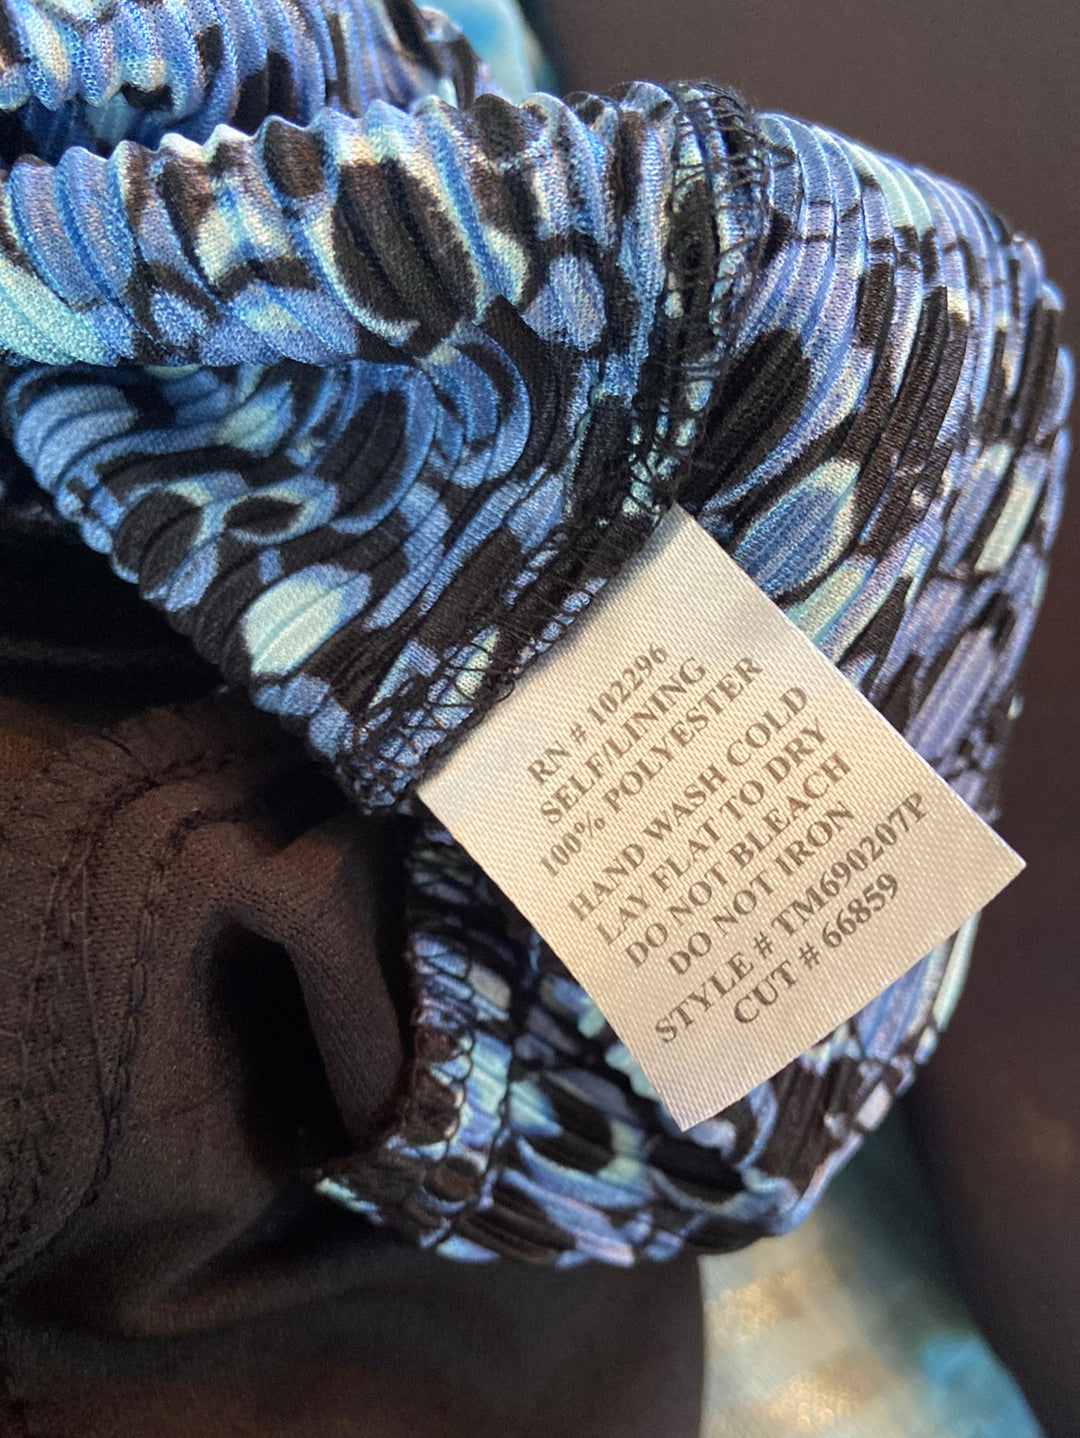 RN # 102296
SELF/LINING
100% POLYESTER
HAND WASH COLD
LAY FLAT TO DRY
DO NOT BLEACH
DO NOT IRON
STYLE # TM690207P
CUT # 66859